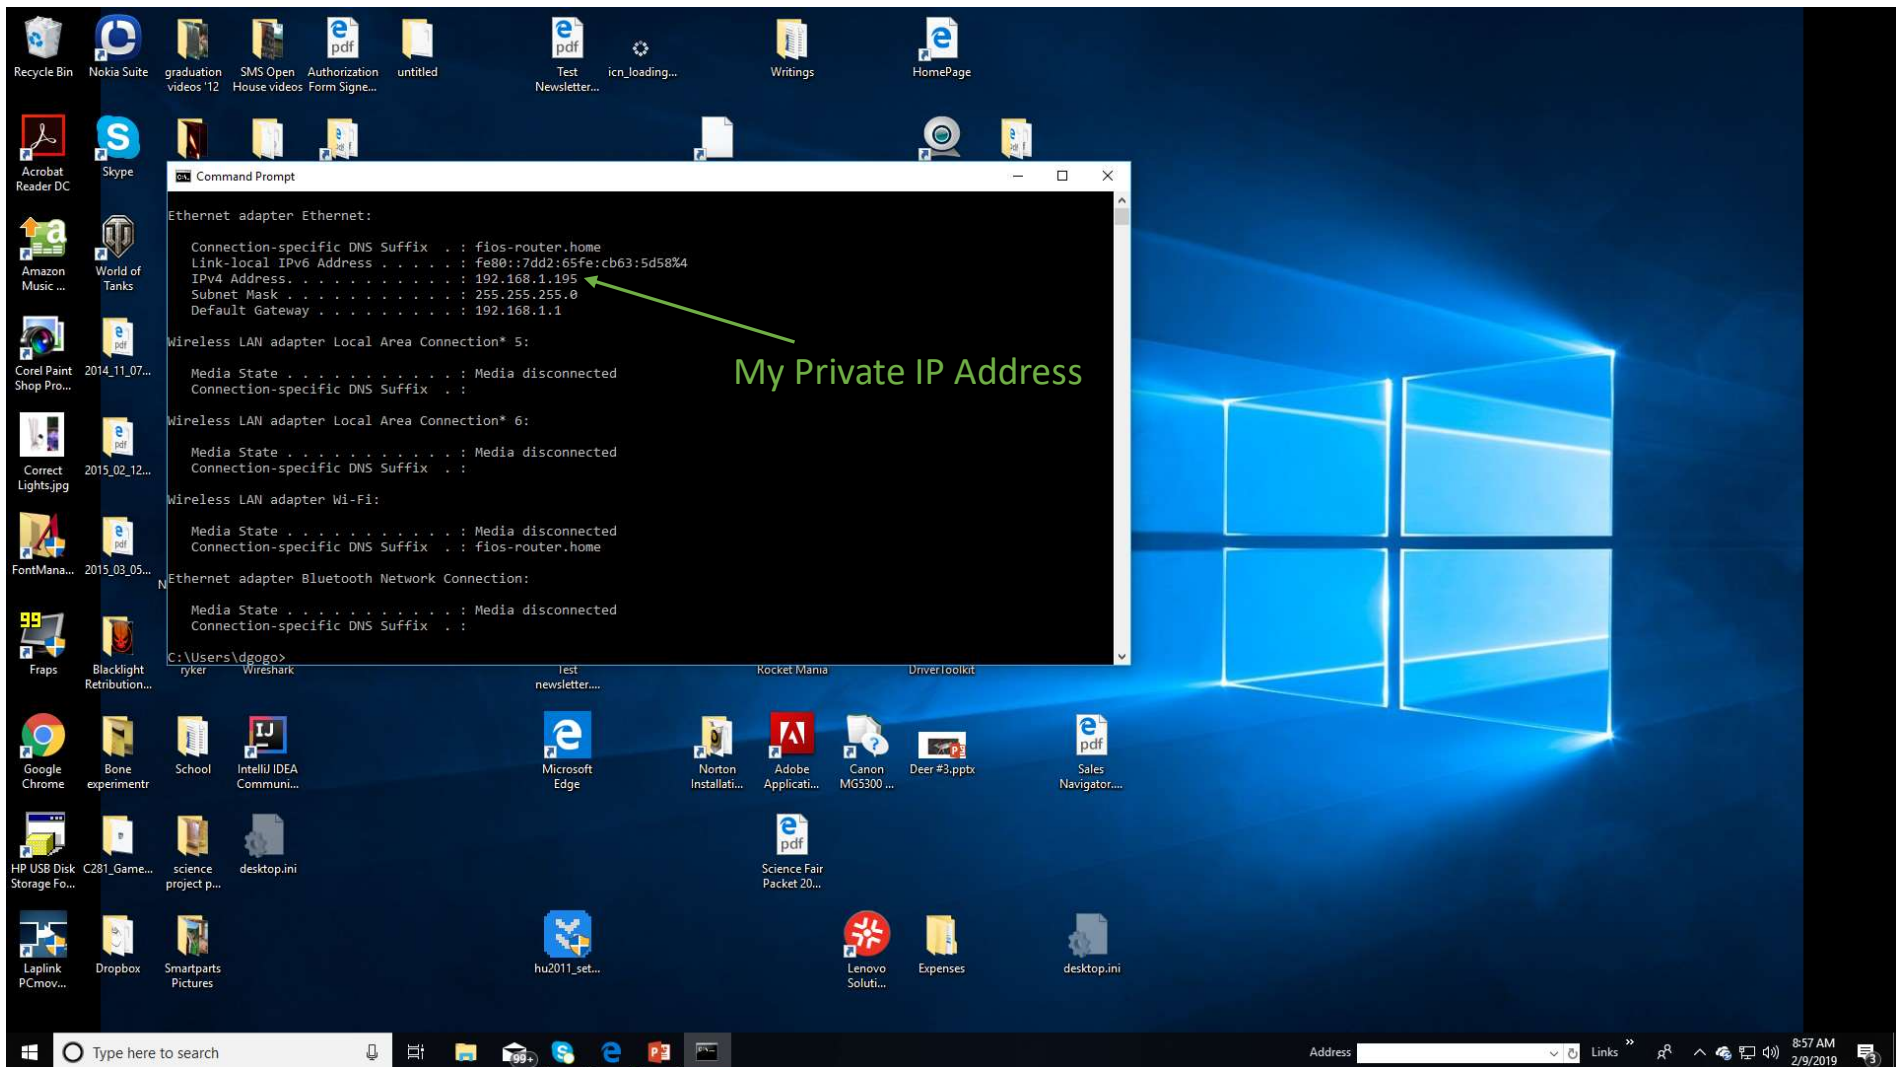 Recycle Bin
Nokia Suite
graduation
videos '12
SMS Open
House videos
Authorization
Form Signe...
untitled
pdf
Test
Newsletter...
icn_loading...
Writings
HomePage
Acrobat
Reader DC
Skype
Amazon
Music ...
World of
Tanks
Corel Paint
Shop Pro...
2014_11_07...
Correct
Lights.jpg
2015_02_12...
FontMana...
2015_03_05...
Fraps
Blacklight
Retribution...
Command Prompt
Ethernet adapter Ethernet:
Connection-specific DNS Suffix . : fios-router.home
Link-local IPv6 Address . . . . . : fe80::7dd2:65fe:cb63:5d58%4
IPv4 Address. . . . . . . . . . . : 192.168.1.195
Subnet Mask . . . . . . . . . . . : 255.255.255.0
Default Gateway . . . . . . . . . : 192.168.1.1
Wireless LAN adapter Local Area Connection* 5:
Media State . . . . . . . . . . . : Media disconnected
Connection-specific DNS Suffix . :
Wireless LAN adapter Local Area Connection* 6:
Media State . . . . . . . . . . . : Media disconnected
Connection-specific DNS Suffix . :
Wireless LAN adapter Wi-Fi:
Media State . . . . . . . . . . . : Media disconnected
Connection-specific DNS Suffix . : fios-router.home
Ethernet adapter Bluetooth Network Connection:
Media State . . . . . . . . . . . : Media disconnected
Connection-specific DNS Suffix . :
C:\Users\dgogo>
My Private IP Address
ryker
Wireshark
Test
newsletter....
Rocket Mania
DriverToolkit
Google
Chrome
Bone
experimentr
School
IntelliJ IDEA
Communi...
Microsoft
Edge
Norton
Installati...
Adobe
Applicati...
Canon
MG5300 ...
Deer #3.pptx
pdf
Sales
Navigator....
HP USB Disk
Storage Fo...
C281_Game...
science
project p...
desktop.ini
pdf
Science Fair
Packet 20...
Laplink
PCmov...
Dropbox
Smartparts
Pictures
hu2011_set...
Lenovo
Soluti...
Expenses
desktop.ini
Type here to search
99+
Address
Links
8:57 AM
2/9/2019
3